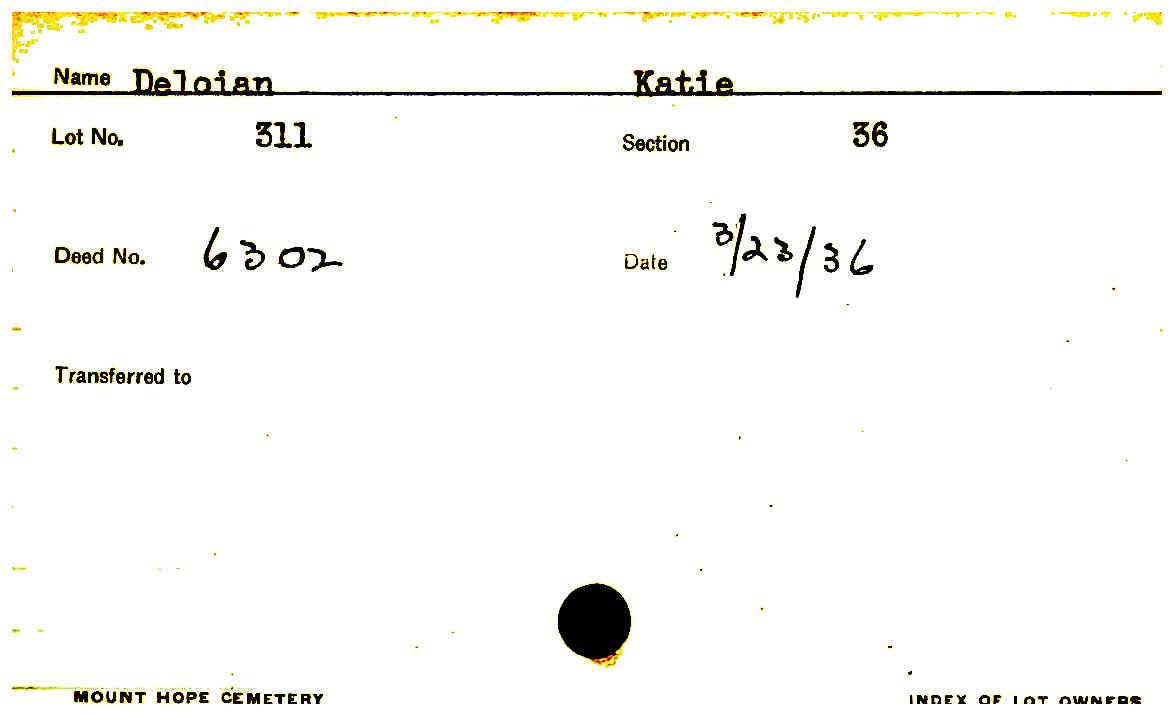 Name Deloian Katie
Lot No. 311 Section 36
Deed No. 6302 Date 3/23/36
Transferred to
MOUNT HOPE CEMETERY INDEX OF LOT OWNERS